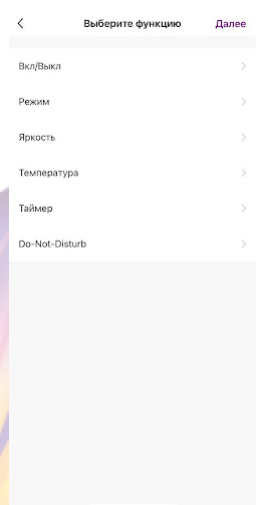 Выберите функцию
Далее
Вкл/Выкл
Режим
Яркость
Температура
Таймер
Do-Not-Disturb